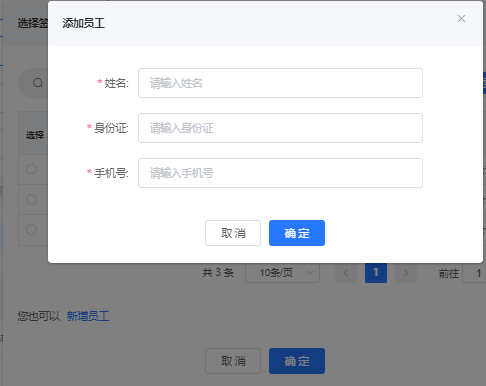 选择签
添加员工
* 姓名:
请输入姓名
* 身份证:
请输入身份证
* 手机号:
请输入手机号
取消
确定
选择
共 3 条
10条/页
1
前往
1
您也可以 新增员工
取消
确定